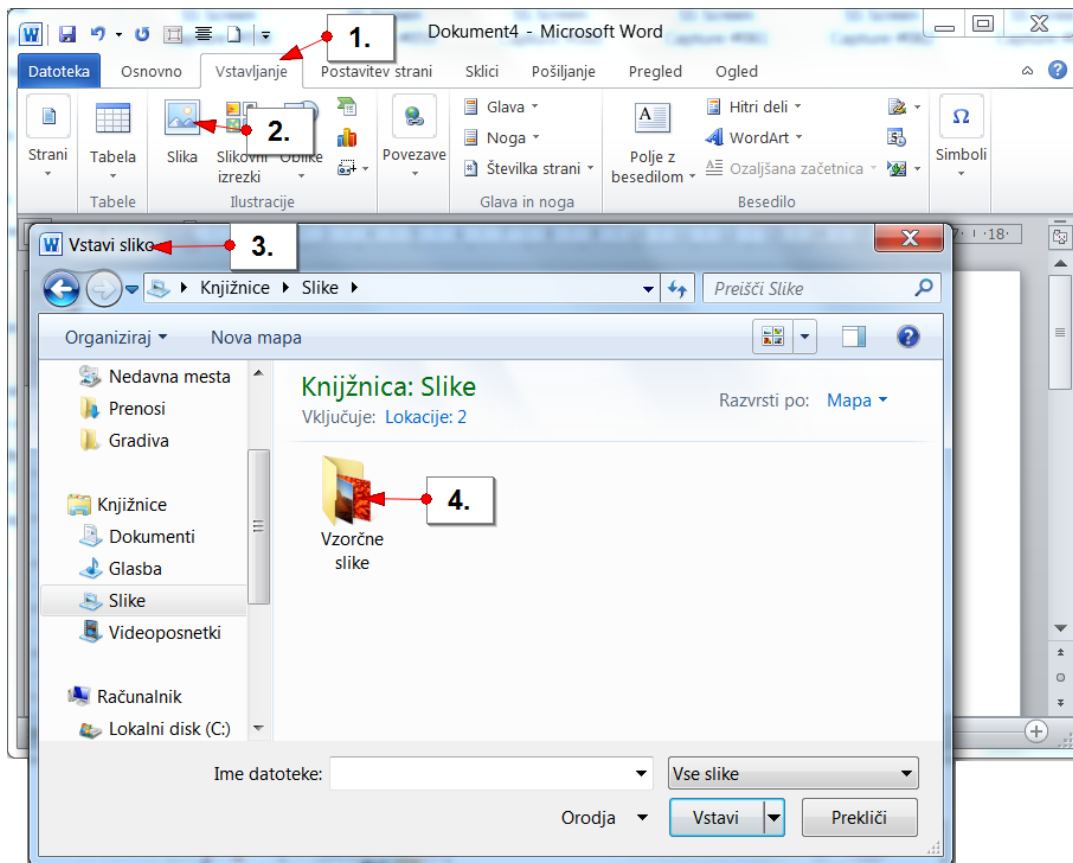 Dokument4 - Microsoft Word
1.
Datoteka Osnovno Vstavljanje Postavitev strani Sklici Pošiljanje Pregled Ogled
2.
Strani
Tabela
Slika
Slikovni izrezki
Oblike
Povezave
Glava
Noga
Številka strani
Polje z besedilom
Hitri deli
WordArt
Ozaljšana začetnica
Simboli
Tabele
Ilustracije
Glava in noga
Besedilo
Vstavi sliko
3.
18
Knjižnice Slike
Preišči Slike
Organiziraj Nova mapa
Nedavna mesta
Prenosi
Gradiva
Knjižnice
Dokumenti
Glasba
Slike
Videoposnetki
Računalnik
Lokalni disk (C:)
Knjižnica: Slike
Vključuje: Lokacije: 2
Razvrsti po: Mapa
4.
Vzorčne
slike
Ime datoteke:
Vse slike
Orodja
Vstavi
Prekliči